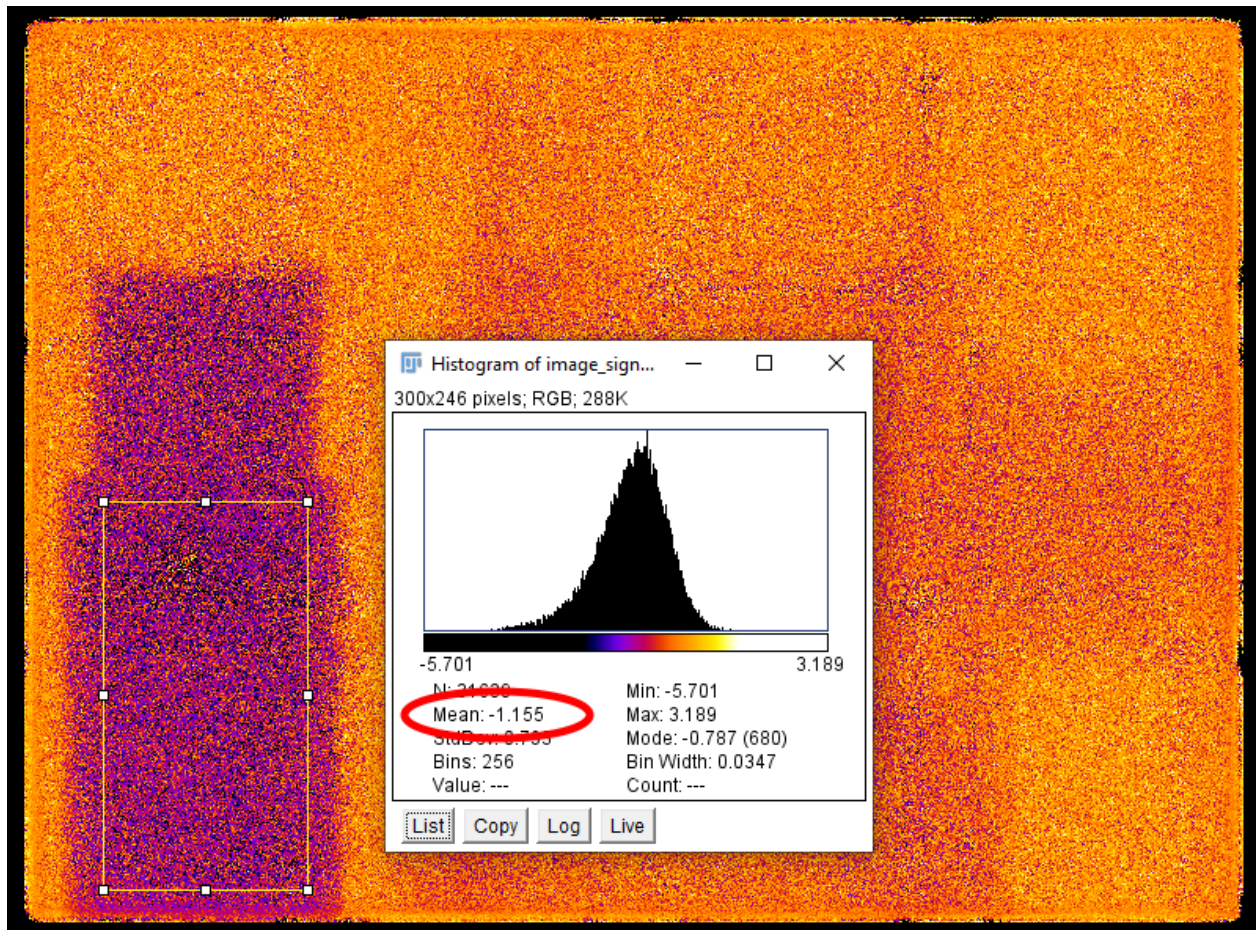 Histogram of image_sign...
300x246 pixels; RGB; 288K
-5.701 3.189
N: Min: -5.701
Mean: -1.155 Max: 3.189
StdDev: Mode: -0.787 (680)
Bins: 256 Bin Width: 0.0347
Value: --- Count: ---
List Copy Log Live